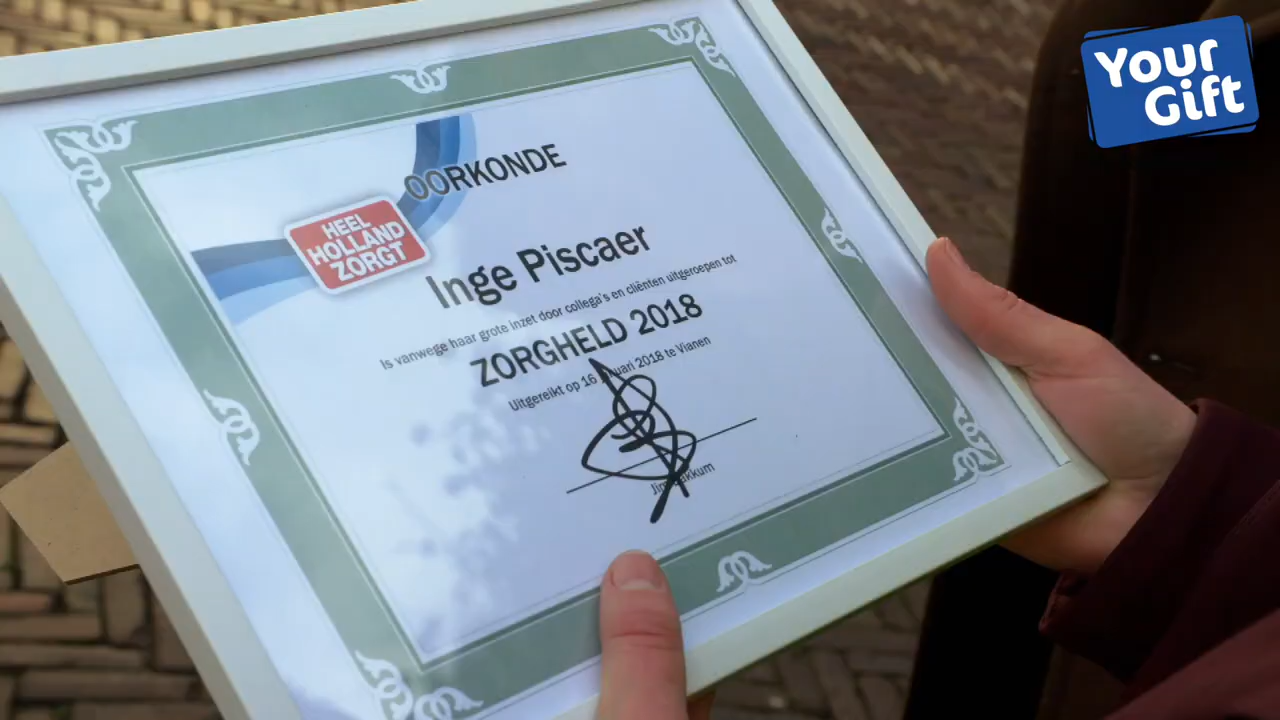 Your
Gift
OORKONDE
HEEL
HOLLAND
ZORGT
Inge Piscaer
Is vanwege haar grote inzet door collega's en cliënten uitgeroepen tot
ZORGHELD 2018
Uitgereikt op 16 2018 te Vianen